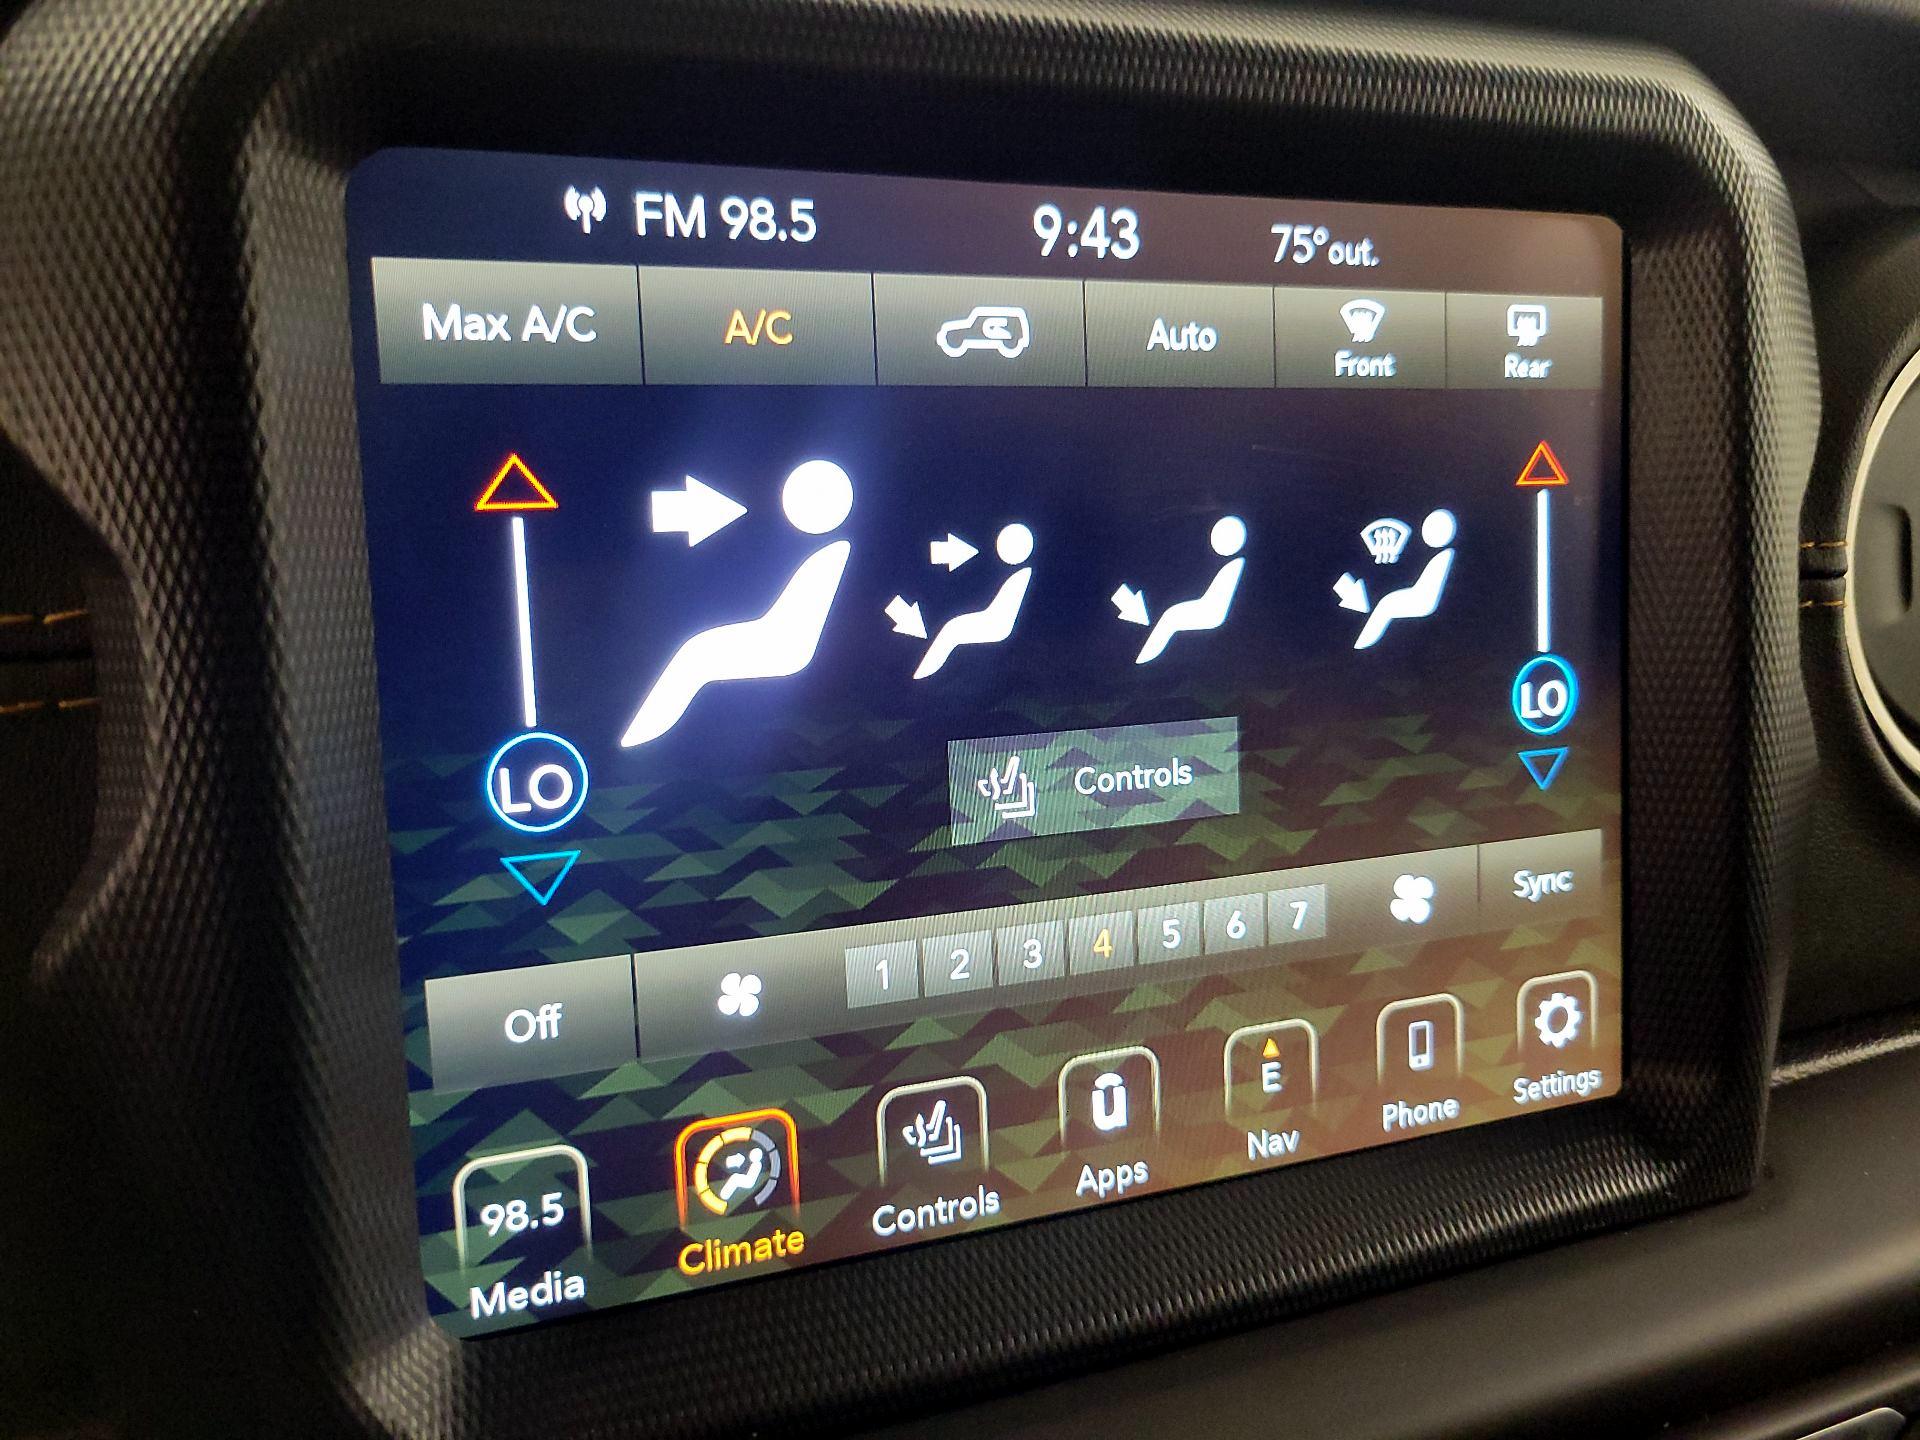 FM 98.5 9:43 75° out.
Max A/C A/C Auto Front Rear
LO LO
Controls
Off 1 2 3 4 5 6 7 Sync
98.5 E
Media Climate Controls Apps Nav Phone Settings